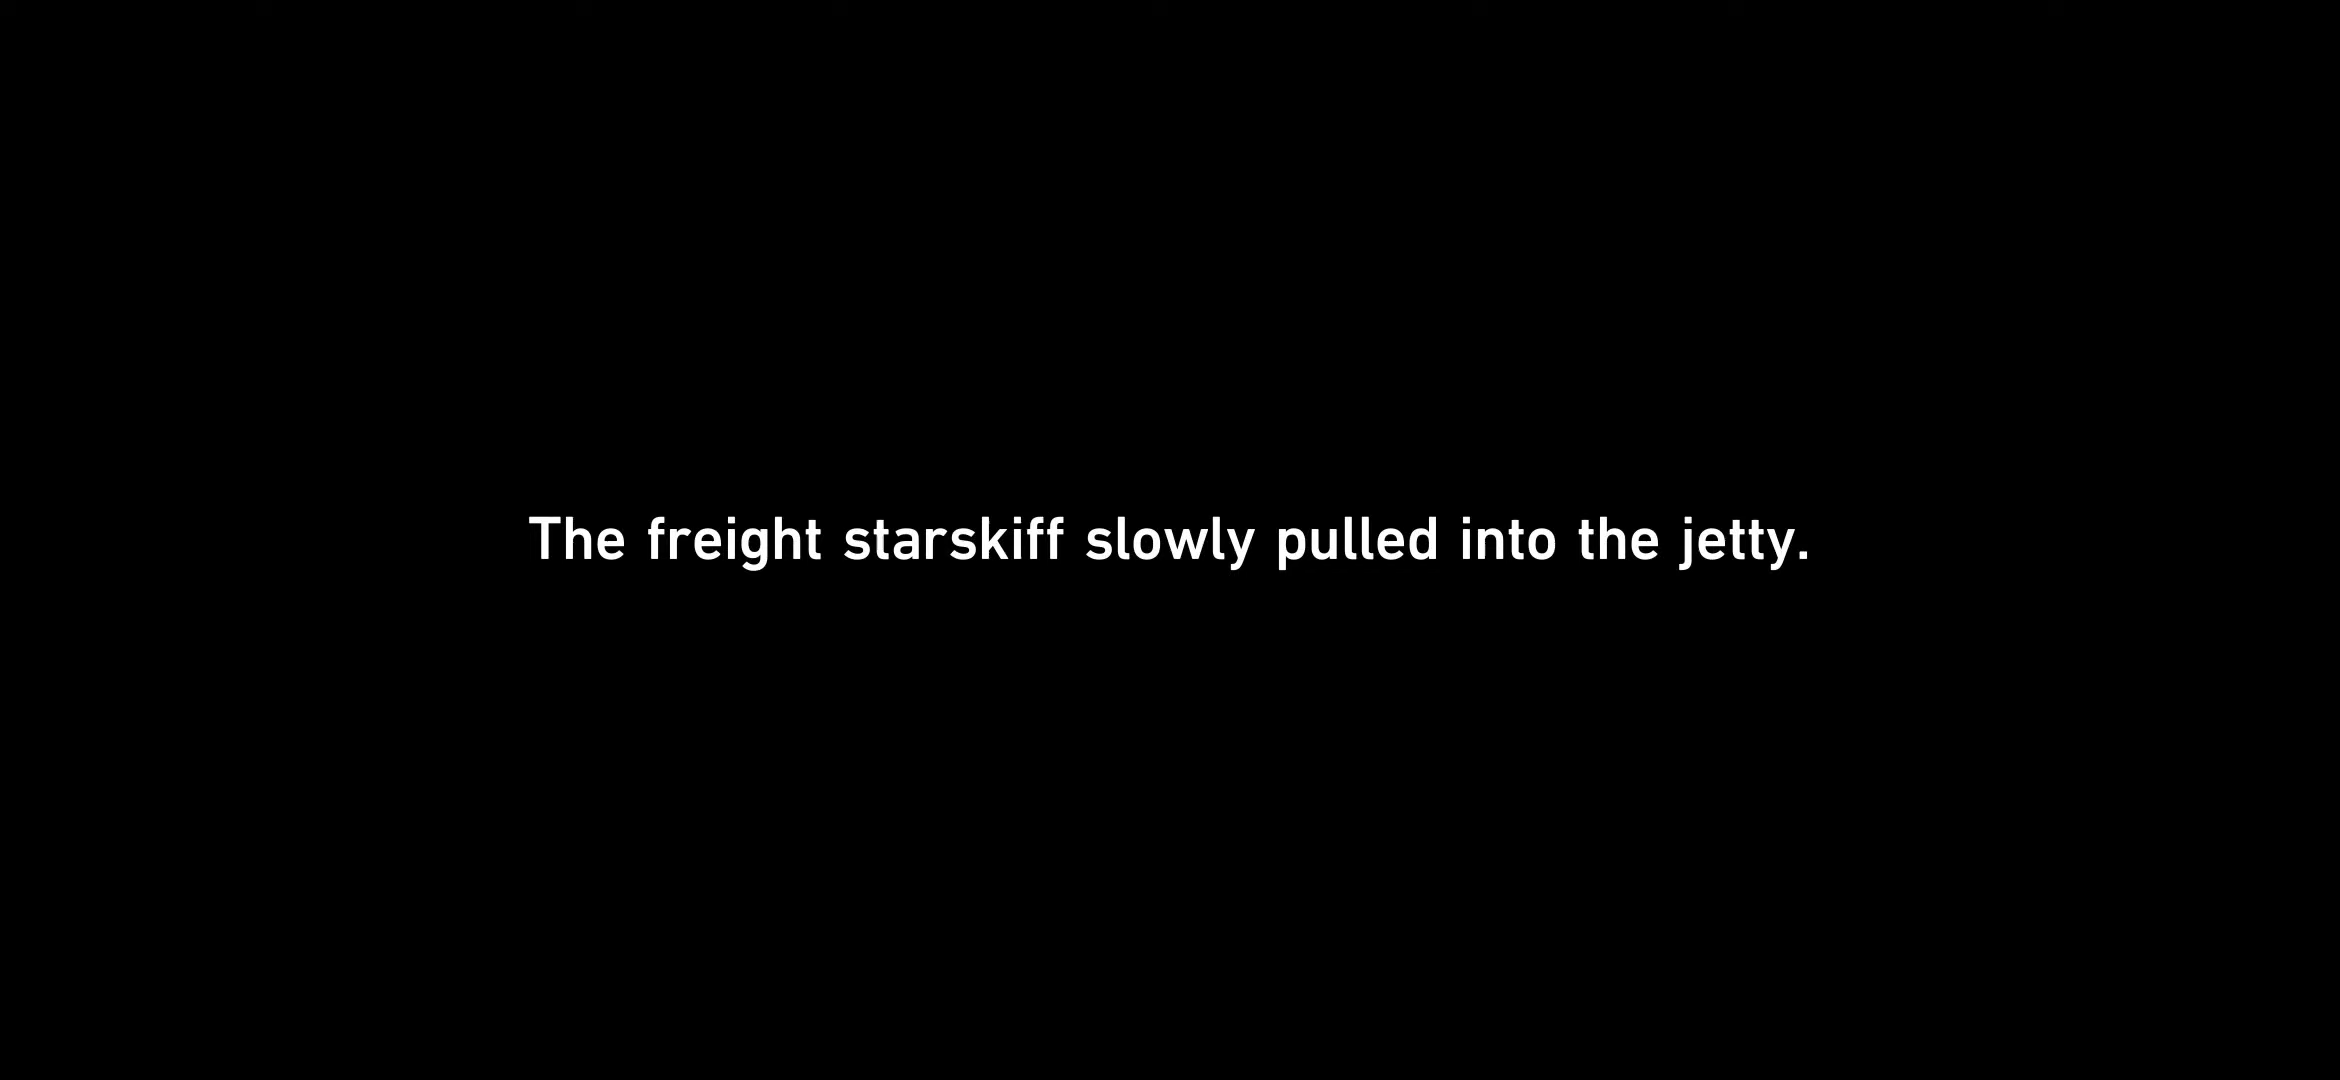 The freight starskiff slowly pulled into the jetty.